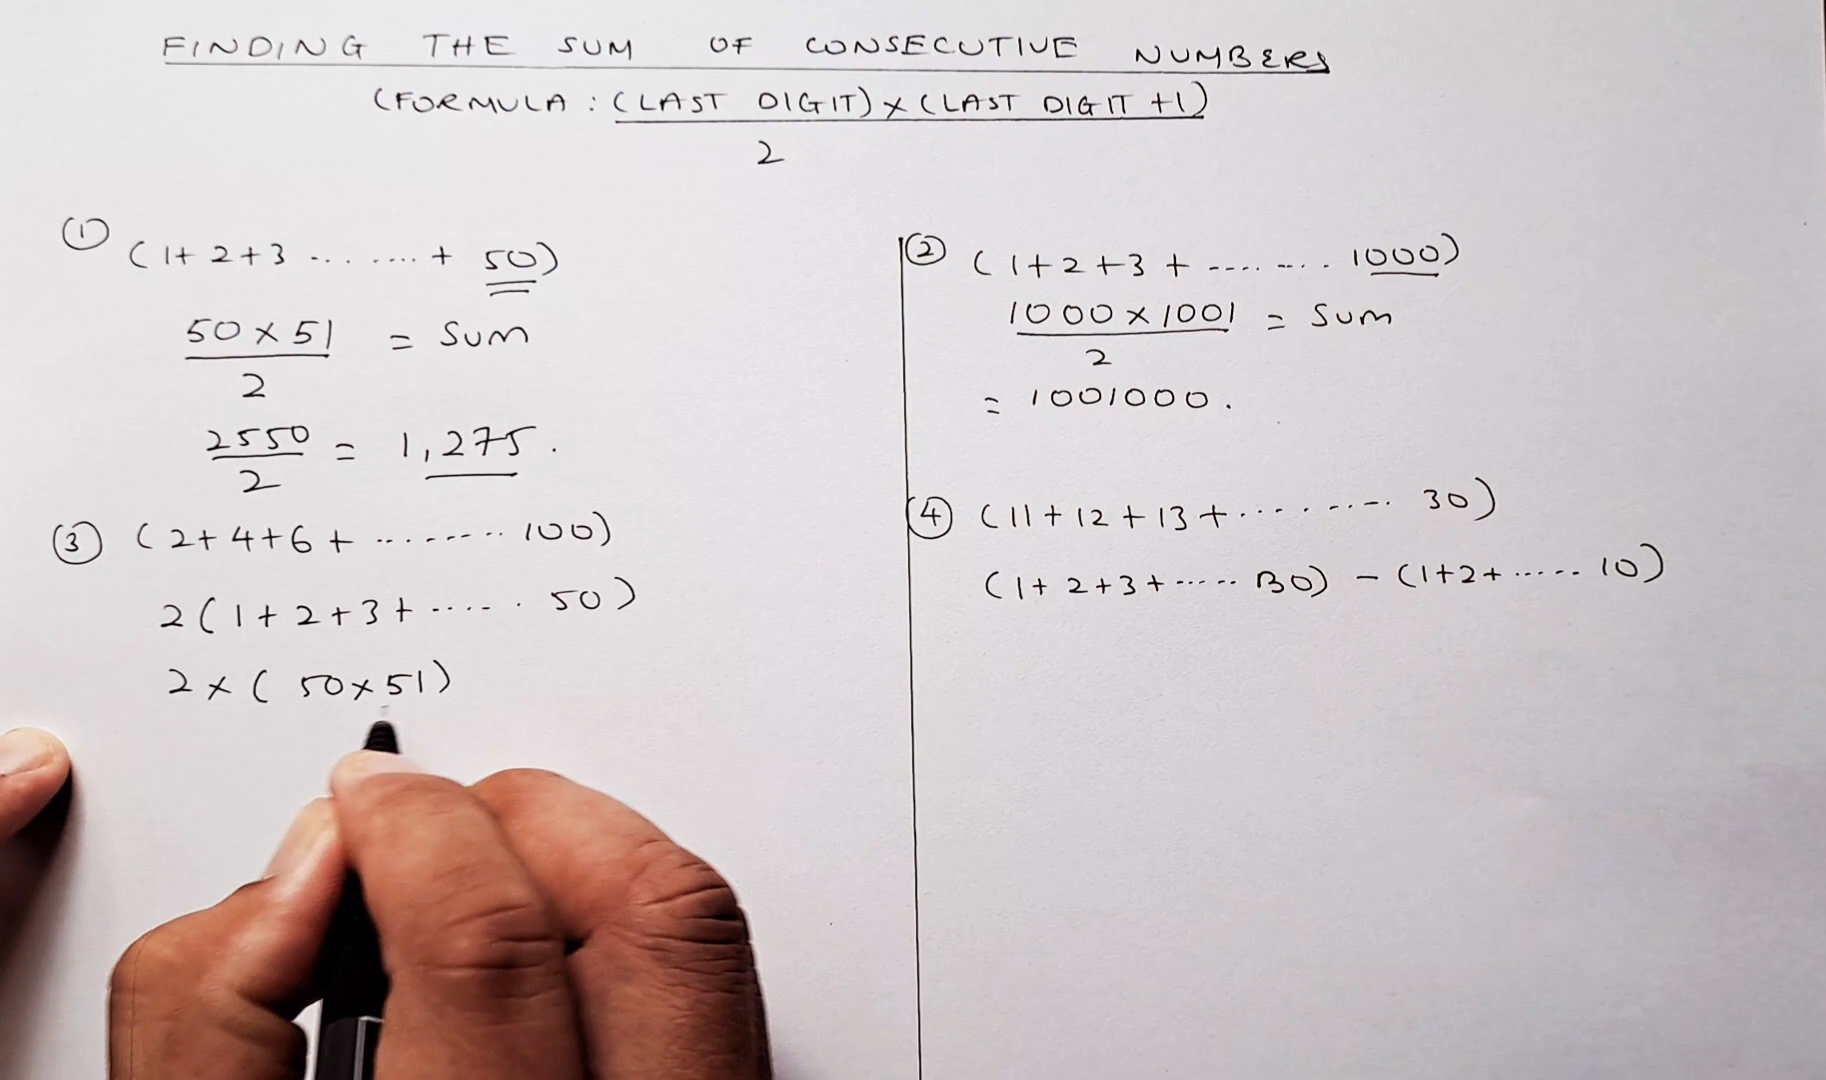 FINDING THE SUM OF CONSECUTIVE NUMBERS
(FORMULA : (LAST DIGIT) x (LAST DIGIT +1)
2
① (1+ 2+3 ........ + 50)
50 x 51 = SUM
2
2550 = 1,275 .
2
③ (2+ 4+6 + ......... 100)
2(1+ 2+3+ ...... 50)
2 x ( 50x51)
② (1+2+3 + ........ 1000)
1000 x 1001 = SUM
2
= 1001000 .
④ (11+12+13+ ......... 30)
(1+ 2+3+ ...... 30) - (1+2+ ...... 10)